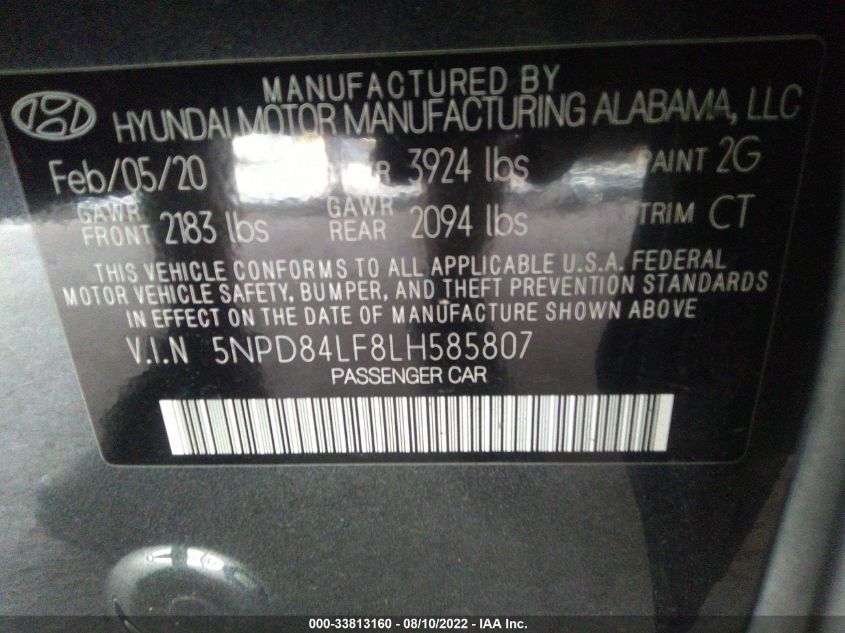 MANUFACTURED BY
HYUNDAI MOTOR MANUFACTURING ALABAMA, LLC
Feb/05/20 3924 lbs PAINT 2G
GAWR FRONT 2183 lbs GAWR REAR 2094 lbs TRIM CT
THIS VEHICLE CONFORMS TO ALL APPLICABLE U.S.A. FEDERAL
MOTOR VEHICLE SAFETY, BUMPER, AND THEFT PREVENTION STANDARDS
IN EFFECT ON THE DATE OF MANUFACTURE SHOWN ABOVE
V.I.N 5NPD84LF8LH585807
PASSENGER CAR
000-33813160 - 08/10/2022 - IAA Inc.